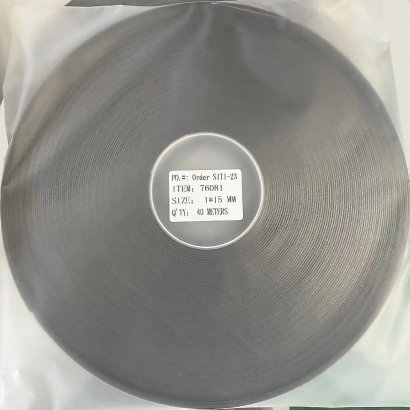 PO.#: Order SIT1-23
ITEM: 76081
SIZE: 1*15 MM
Q'TY: 40 METERS